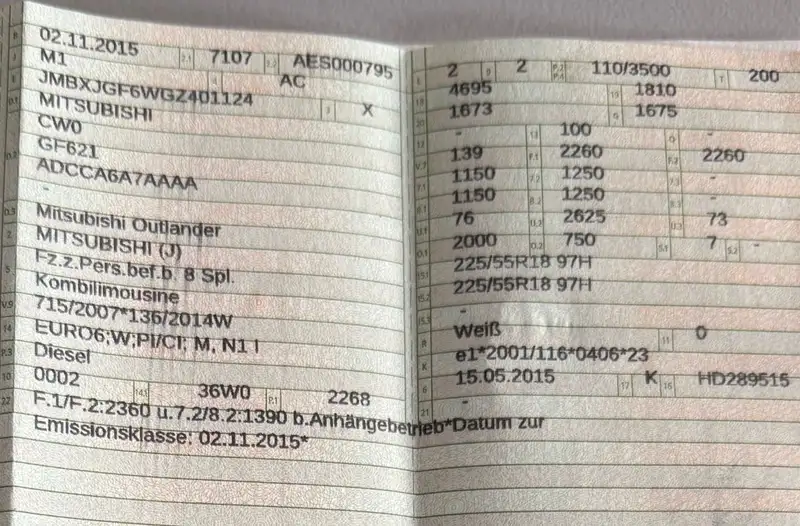 02.11.2015 7107 AES000795
M1 AC
JMBXJGF6WGZ401124 X
MITSUBISHI
CW0
GF621
ADCCA6A7AAAA
-
Mitsubishi Outlander
MITSUBISHI (J)
Fz.z.Pers.bef.b. 8 Spl.
Kombilimousine
715/2007*136/2014W
EURO6;W;PI/CI; M, N1 I
Diesel
0002 36W0 2268
F.1/F.2:2360 u.7.2/8.2:1390 b.Anhängebetrieb*Datum zur
Emissionsklasse: 02.11.2015*
2 2 110/3500 200
4695 1810
1673 1675
- 100 -
139 2260 2260
1150 1250 -
1150 1250 -
76 2625 73
2000 750 7 -
225/55R18 97H
225/55R18 97H
-
Weiß 0
e1*2001/116*0406*23
15.05.2015 K HD289515
-